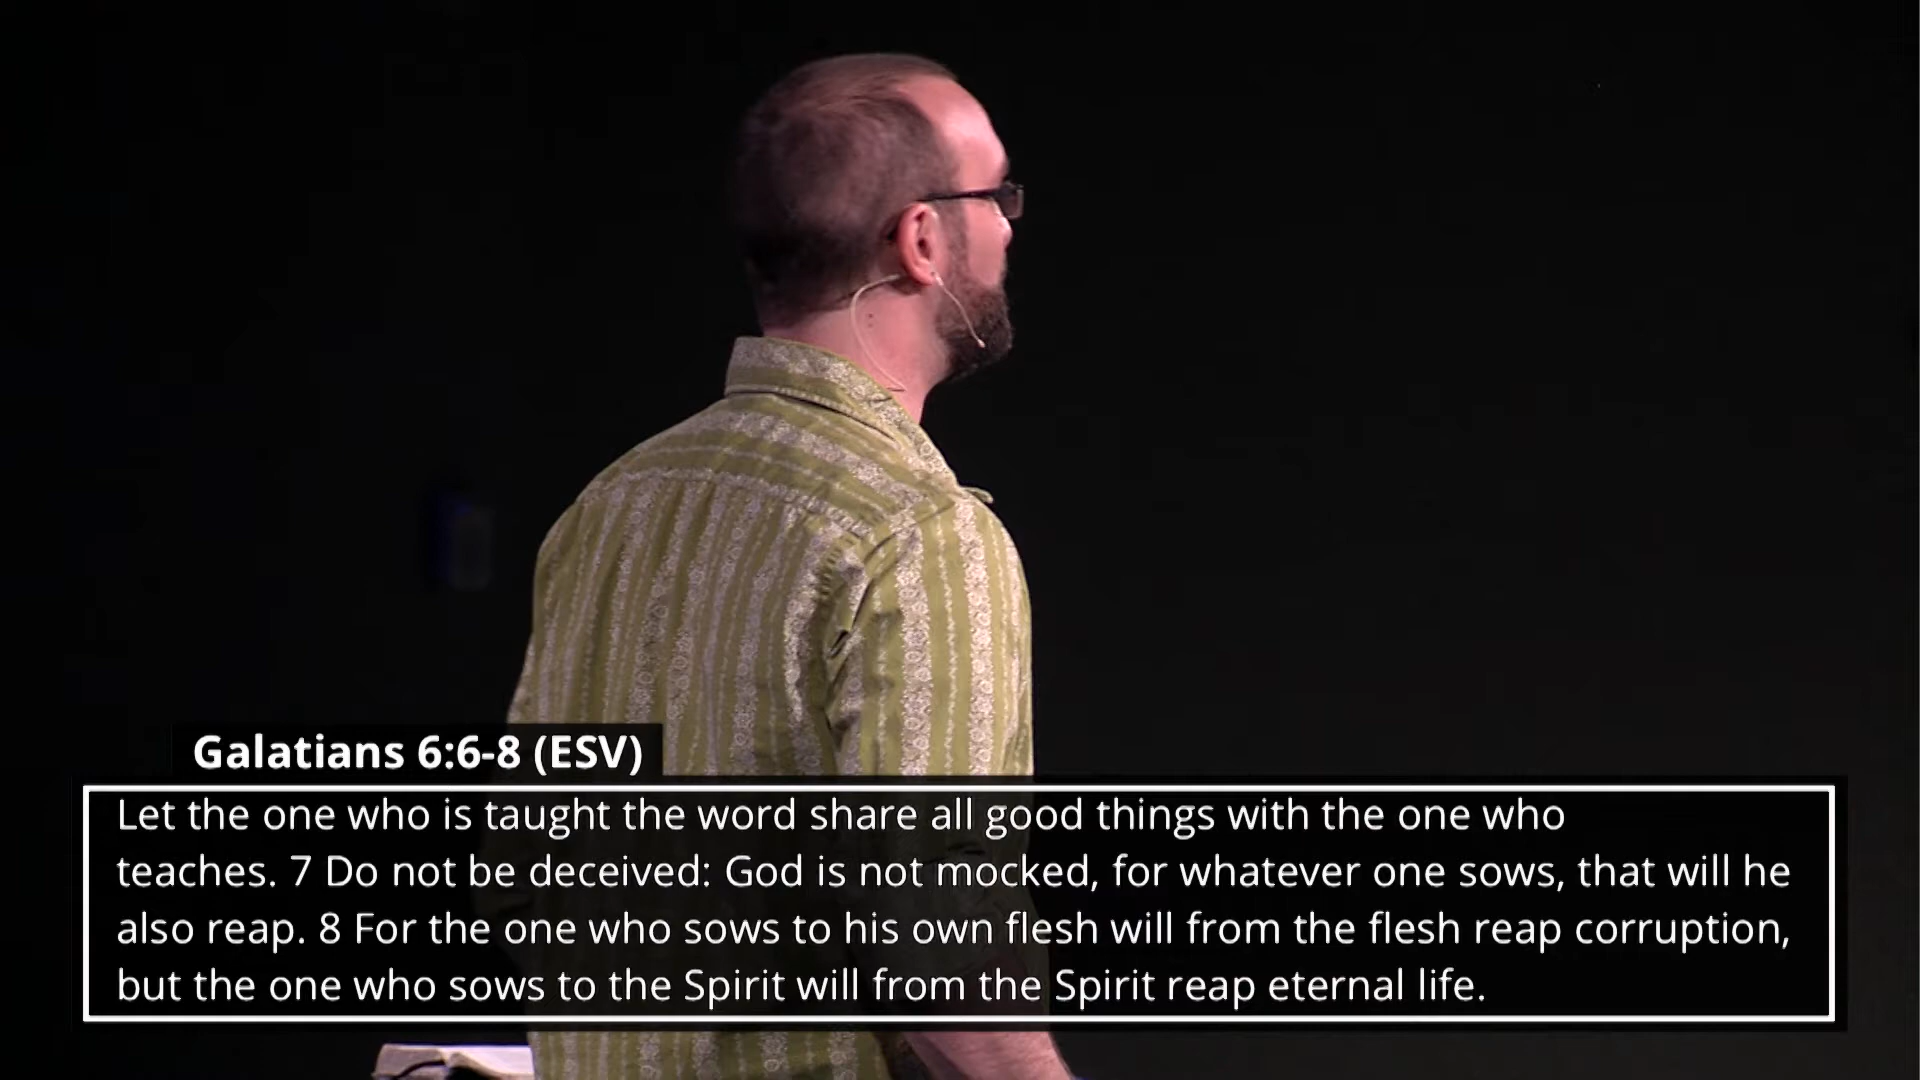 Galatians 6:6-8 (ESV)
Let the one who is taught the word share all good things with the one who
teaches. 7 Do not be deceived: God is not mocked, for whatever one sows, that will he
also reap. 8 For the one who sows to his own flesh will from the flesh reap corruption,
but the one who sows to the Spirit will from the Spirit reap eternal life.